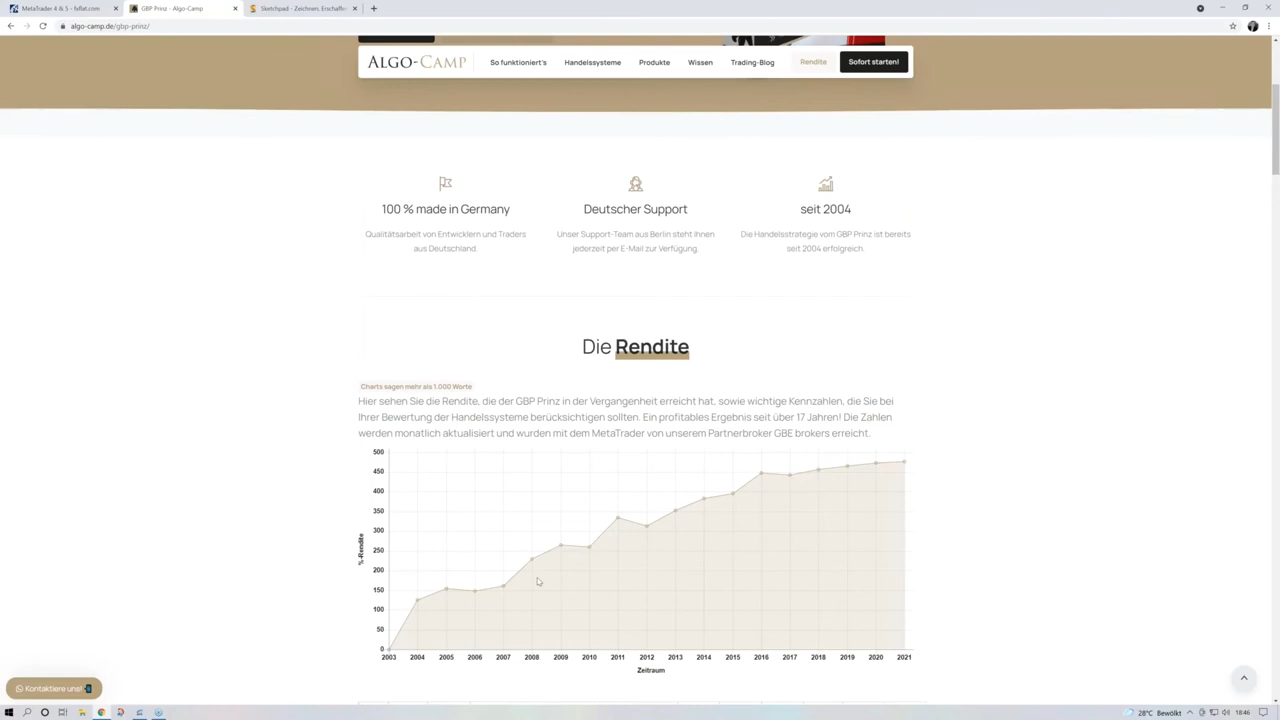 MetaTrader 4 & 5 - fxflat.com
GBP Prinz - Algo-Camp
Sketchpad - Zeichnen, Erschaffe
algo-camp.de/gbp-prinz/
ALGO-CAMP
So funktioniert's
Handelssysteme
Produkte
Wissen
Trading-Blog
Rendite
Sofort starten!
100 % made in Germany
Qualitätsarbeit von Entwicklern und Traders
aus Deutschland.
Deutscher Support
Unser Support-Team aus Berlin steht Ihnen
jederzeit per E-Mail zur Verfügung.
seit 2004
Die Handelsstrategie vom GBP Prinz ist bereits
seit 2004 erfolgreich.
Die Rendite
Charts sagen mehr als 1.000 Worte
Hier sehen Sie die Rendite, die der GBP Prinz in der Vergangenheit erreicht hat, sowie wichtige Kennzahlen, die Sie bei
Ihrer Bewertung der Handelssysteme berücksichtigen sollten. Ein profitables Ergebnis seit über 17 Jahren! Die Zahlen
werden monatlich aktualisiert und wurden mit dem MetaTrader von unserem Partnerbroker GBE brokers erreicht.
500
450
400
350
300
250
200
150
100
50
0
%-Rendite
2003 2004 2005 2006 2007 2008 2009 2010 2011 2012 2013 2014 2015 2016 2017 2018 2019 2020 2021
Zeitraum
Kontaktiere uns!
28°C Bewölkt
18:46